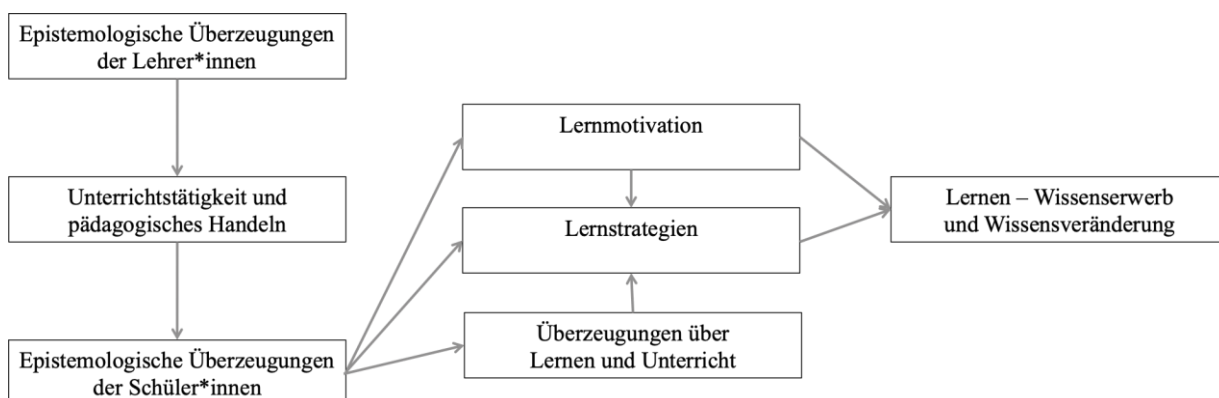 Epistemologische Überzeugungen
der Lehrer*innen
Unterrichtstätigkeit und
pädagogisches Handeln
Epistemologische Überzeugungen
der Schüler*innen
Lernmotivation
Lernstrategien
Überzeugungen über
Lernen und Unterricht
Lernen – Wissenserwerb
und Wissensveränderung